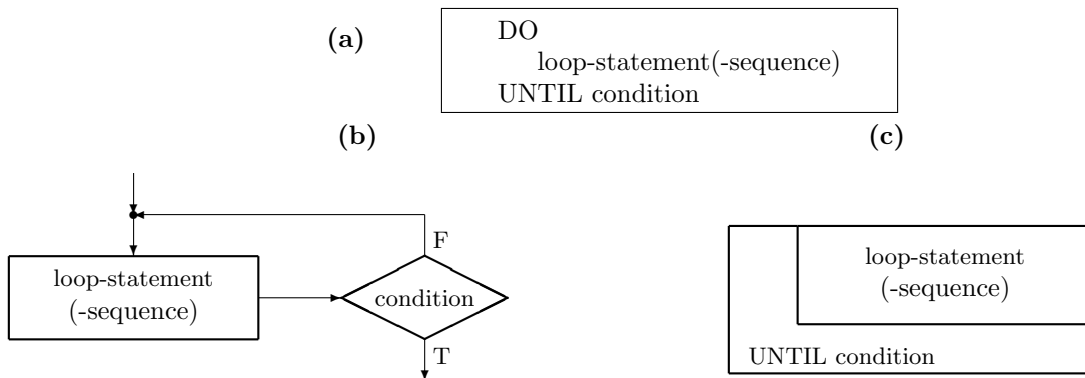 (a)
DO
loop-statement(-sequence)
UNTIL condition
(b)
(c)
F
loop-statement
(-sequence)
condition
T
loop-statement
(-sequence)
UNTIL condition